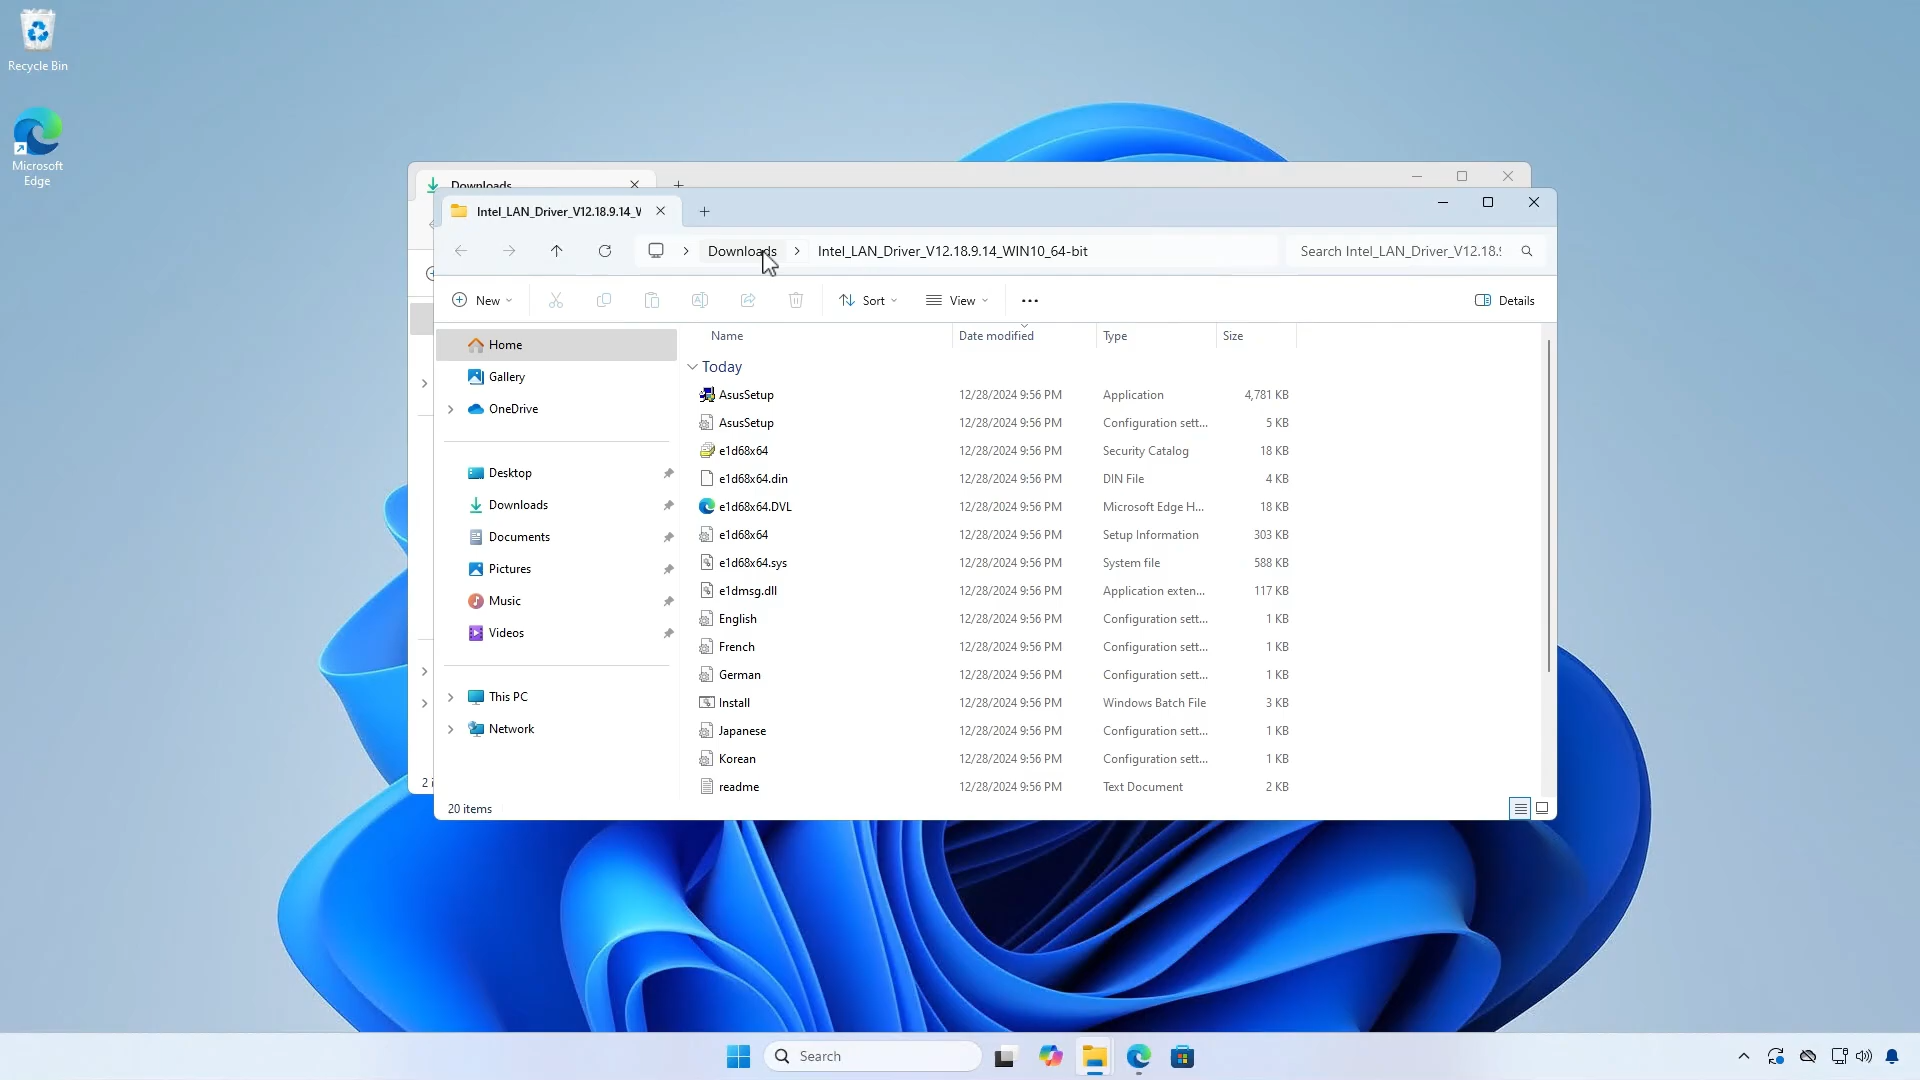 Recycle Bin
Microsoft
Edge
Downloads
Intel_LAN_Driver_V12.18.9.14_W
Downloads
Intel_LAN_Driver_V12.18.9.14_WIN10_64-bit
Search Intel_LAN_Driver_V12.18.9
New
Sort
View
Details
Home
Gallery
OneDrive
Desktop
Downloads
Documents
Pictures
Music
Videos
This PC
Network
Name Date modified Type Size
Today
AsusSetup 12/28/2024 9:56 PM Application 4,781 KB
AsusSetup 12/28/2024 9:56 PM Configuration sett... 5 KB
e1d68x64 12/28/2024 9:56 PM Security Catalog 18 KB
e1d68x64.din 12/28/2024 9:56 PM DIN File 4 KB
e1d68x64.DVL 12/28/2024 9:56 PM Microsoft Edge H... 18 KB
e1d68x64 12/28/2024 9:56 PM Setup Information 303 KB
e1d68x64.sys 12/28/2024 9:56 PM System file 588 KB
e1dmsg.dll 12/28/2024 9:56 PM Application exten... 117 KB
English 12/28/2024 9:56 PM Configuration sett... 1 KB
French 12/28/2024 9:56 PM Configuration sett... 1 KB
German 12/28/2024 9:56 PM Configuration sett... 1 KB
Install 12/28/2024 9:56 PM Windows Batch File 3 KB
Japanese 12/28/2024 9:56 PM Configuration sett... 1 KB
Korean 12/28/2024 9:56 PM Configuration sett... 1 KB
readme 12/28/2024 9:56 PM Text Document 2 KB
2 i
20 items
Search